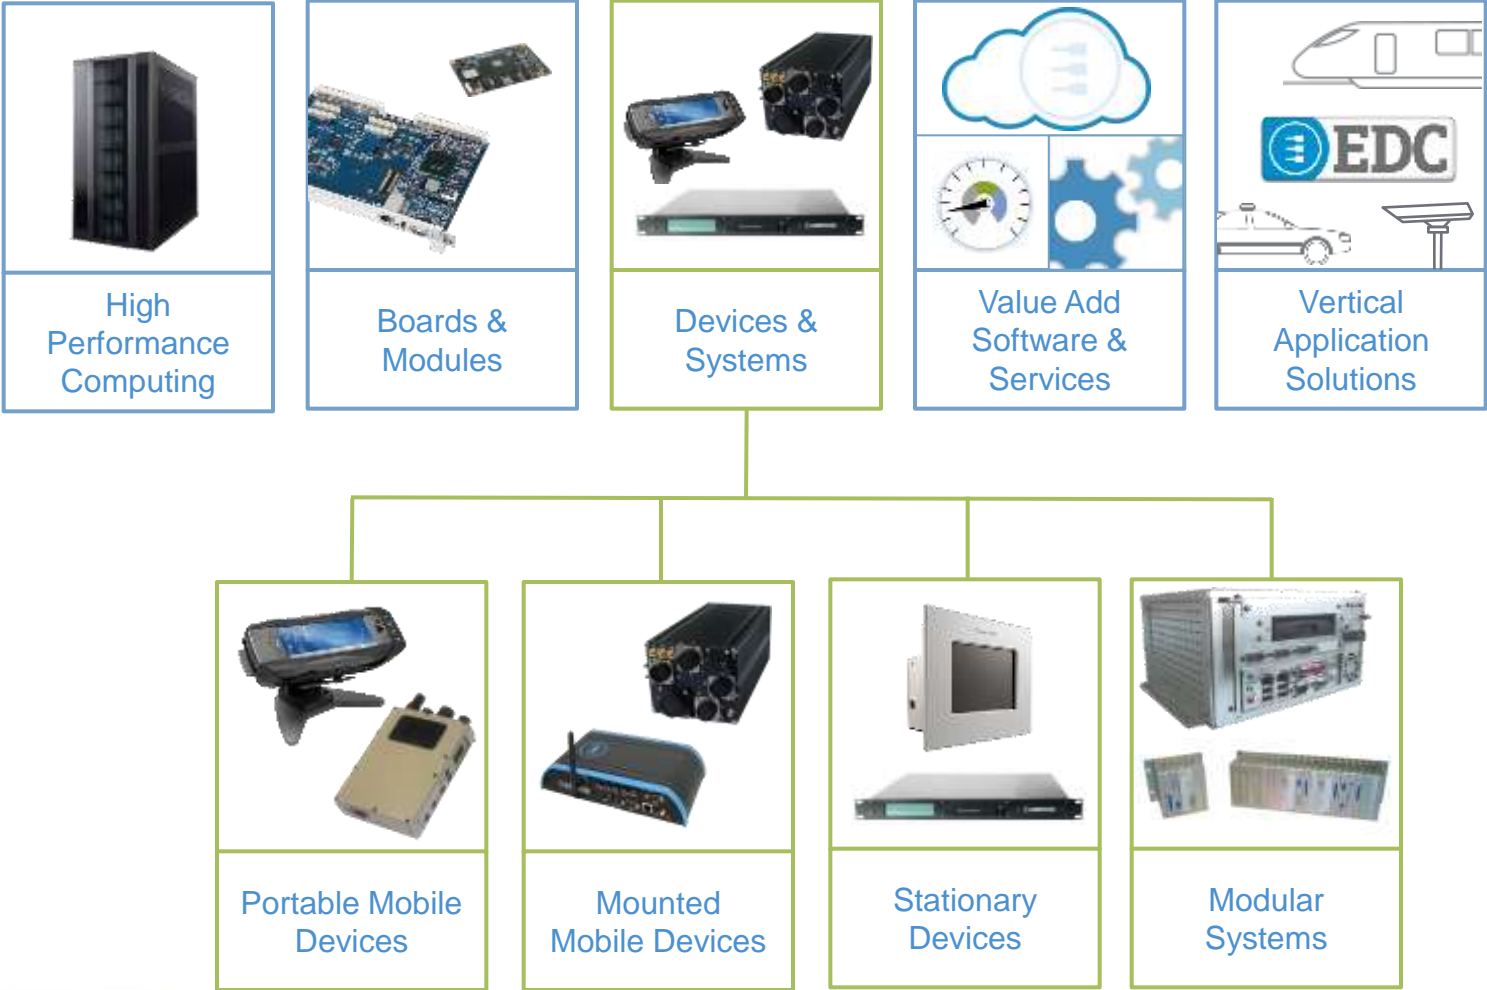 EDC
High
Performance
Computing
Boards &
Modules
Devices &
Systems
Value Add
Software &
Services
Vertical
Application
Solutions
Portable Mobile
Devices
Mounted
Mobile Devices
Stationary
Devices
Modular
Systems